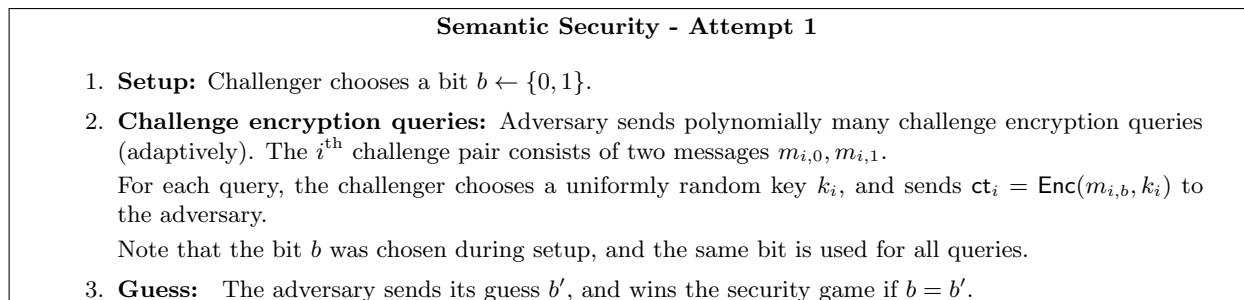 Semantic Security - Attempt 1
1. Setup: Challenger chooses a bit b ← {0, 1}.
2. Challenge encryption queries: Adversary sends polynomially many challenge encryption queries
(adaptively). The i^th challenge pair consists of two messages m_{i,0}, m_{i,1}.
For each query, the challenger chooses a uniformly random key k_i, and sends ct_i = Enc(m_{i,b}, k_i) to
the adversary.
Note that the bit b was chosen during setup, and the same bit is used for all queries.
3. Guess: The adversary sends its guess b′, and wins the security game if b = b′.